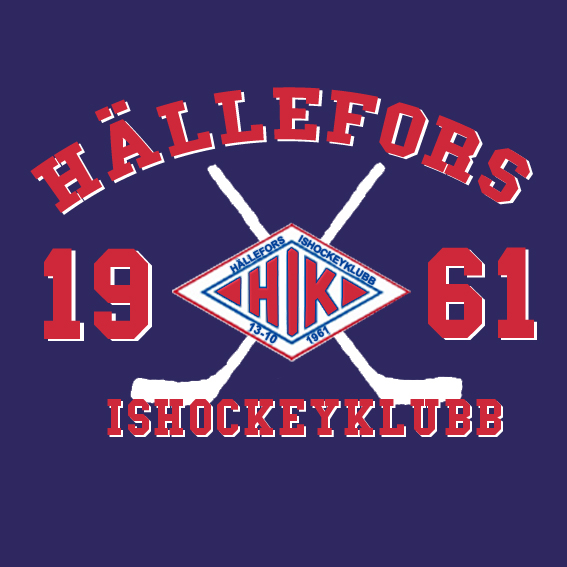 HÄLLEFORS
19 61
HÄLLEFORS ISHOCKEYKLUBB
HIK
13-10 1961
ISHOCKEYKLUBB